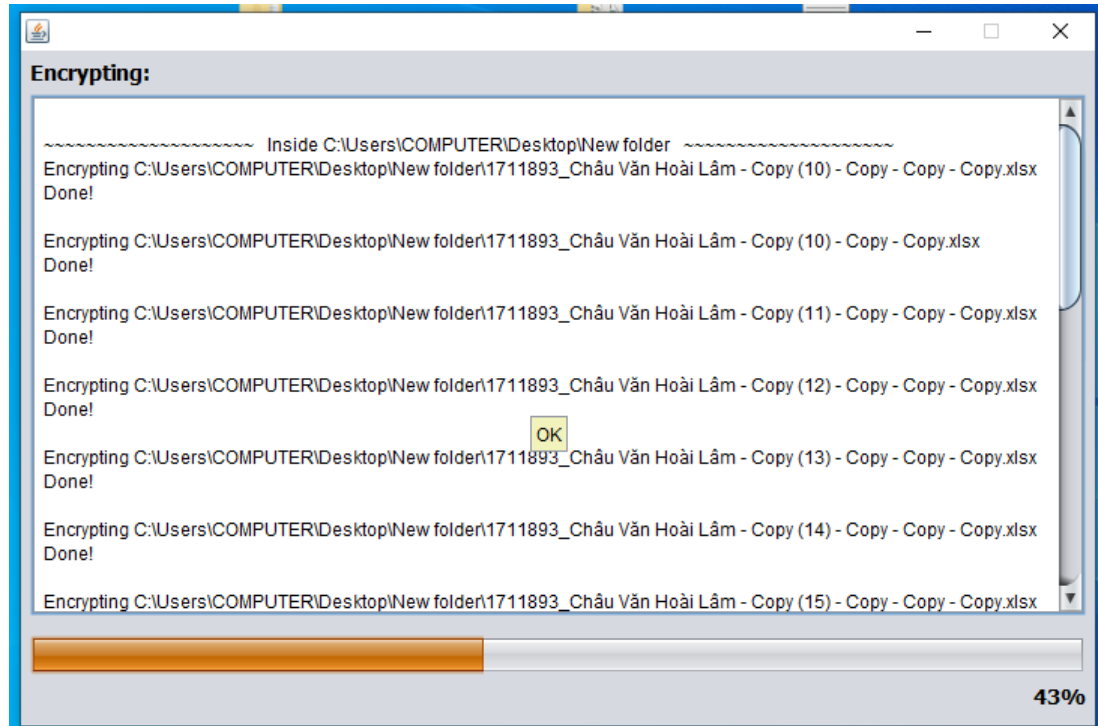 Encrypting:
~~~~~~~~~~~~~~~~~~~~ Inside C:\Users\COMPUTER\Desktop\New folder ~~~~~~~~~~~~~~~~~~~~
Encrypting C:\Users\COMPUTER\Desktop\New folder\1711893_Châu Văn Hoài Lâm - Copy (10) - Copy - Copy - Copy.xlsx
Done!
Encrypting C:\Users\COMPUTER\Desktop\New folder\1711893_Châu Văn Hoài Lâm - Copy (10) - Copy - Copy.xlsx
Done!
Encrypting C:\Users\COMPUTER\Desktop\New folder\1711893_Châu Văn Hoài Lâm - Copy (11) - Copy - Copy - Copy.xlsx
Done!
Encrypting C:\Users\COMPUTER\Desktop\New folder\1711893_Châu Văn Hoài Lâm - Copy (12) - Copy - Copy - Copy.xlsx
Done!
OK
Encrypting C:\Users\COMPUTER\Desktop\New folder\1711893_Châu Văn Hoài Lâm - Copy (13) - Copy - Copy - Copy.xlsx
Done!
Encrypting C:\Users\COMPUTER\Desktop\New folder\1711893_Châu Văn Hoài Lâm - Copy (14) - Copy - Copy - Copy.xlsx
Done!
Encrypting C:\Users\COMPUTER\Desktop\New folder\1711893_Châu Văn Hoài Lâm - Copy (15) - Copy - Copy - Copy.xlsx
43%